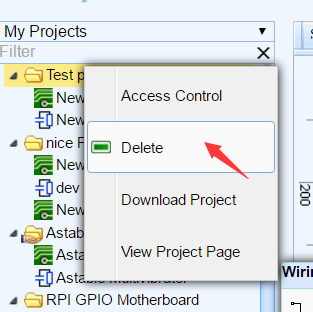 My Projects
Filter
Test p
New
New
nice P
New
dev
New
Astab
Asta
Astable Multivibrator
RPI GPIO Motherboard
Access Control
Delete
Download Project
View Project Page
200
Wirin